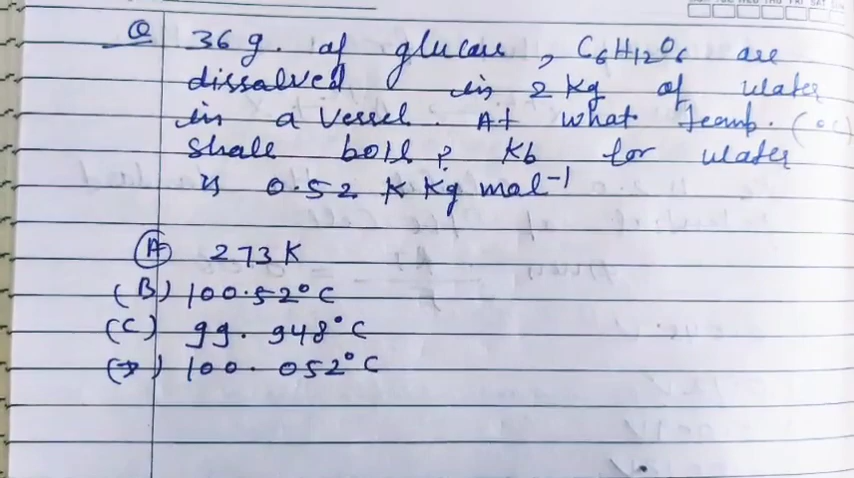 Q 36 g. of glucose, C6H12O6 are
dissolved in 2 kg of water
in a vessel. At what temp. (°C)
shall boil? Kb for water
is 0.52 K Kg mol-1
(A) 273 K
(B) 100.52°C
(C) 99.948°C
100.052°C